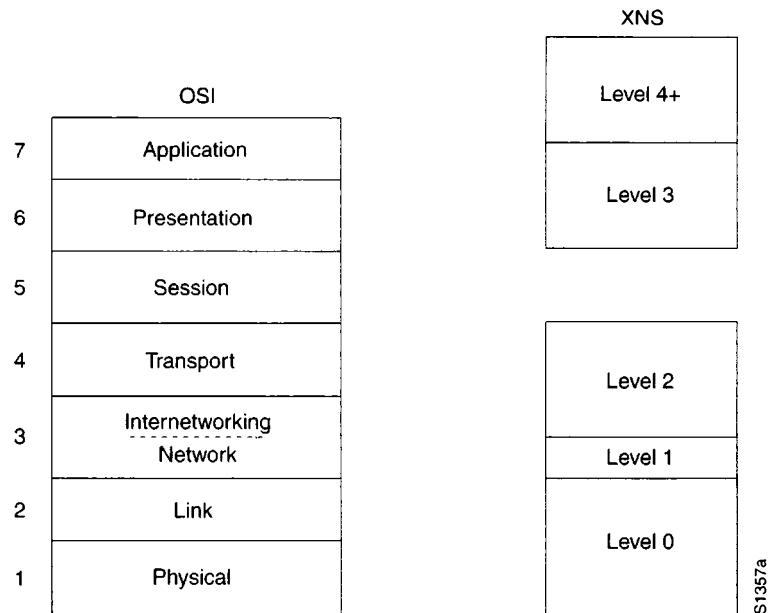 XNS
Level 4+
Level 3
Level 2
Level 1
Level 0
OSI
7 Application
6 Presentation
5 Session
4 Transport
3 Internetworking
Network
2 Link
1 Physical
S1357a